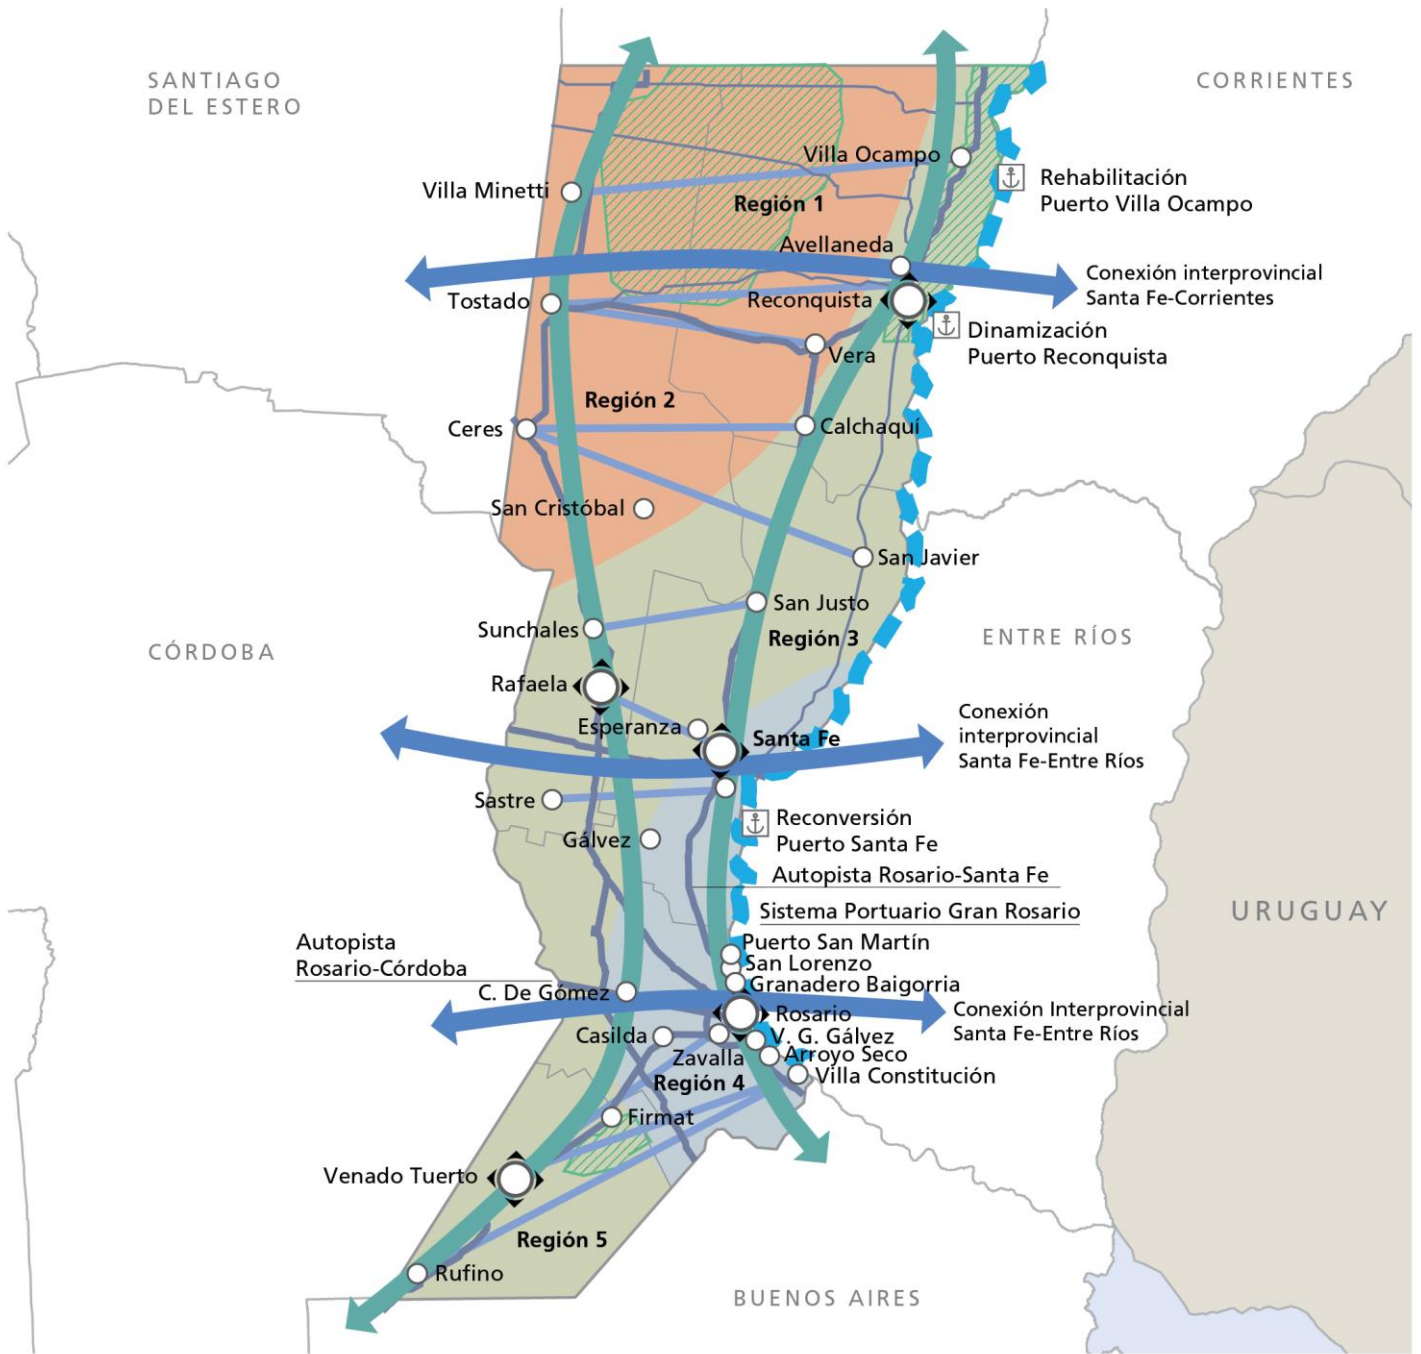 SANTIAGO
DEL ESTERO
CORRIENTES
Villa Ocampo
Rehabilitación
Puerto Villa Ocampo
Villa Minetti
Región 1
Avellaneda
Conexión interprovincial
Santa Fe-Corrientes
Tostado
Reconquista
Dinamización
Puerto Reconquista
Vera
Región 2
Ceres
Calchaquí
San Cristóbal
San Javier
San Justo
Sunchales
Región 3
ENTRE RÍOS
CÓRDOBA
Rafaela
Esperanza
Santa Fe
Conexión
interprovincial
Santa Fe-Entre Ríos
Sastre
Reconversión
Puerto Santa Fe
Gálvez
Autopista Rosario-Santa Fe
Sistema Portuario Gran Rosario
URUGUAY
Autopista
Rosario-Córdoba
Puerto San Martín
San Lorenzo
Granadero Baigorria
C. De Gómez
Rosario
Conexión Interprovincial
Santa Fe-Entre Ríos
Casilda
V. G. Gálvez
Zavalla
Arroyo Seco
Región 4
Villa Constitución
Firmat
Venado Tuerto
Región 5
Rufino
BUENOS AIRES